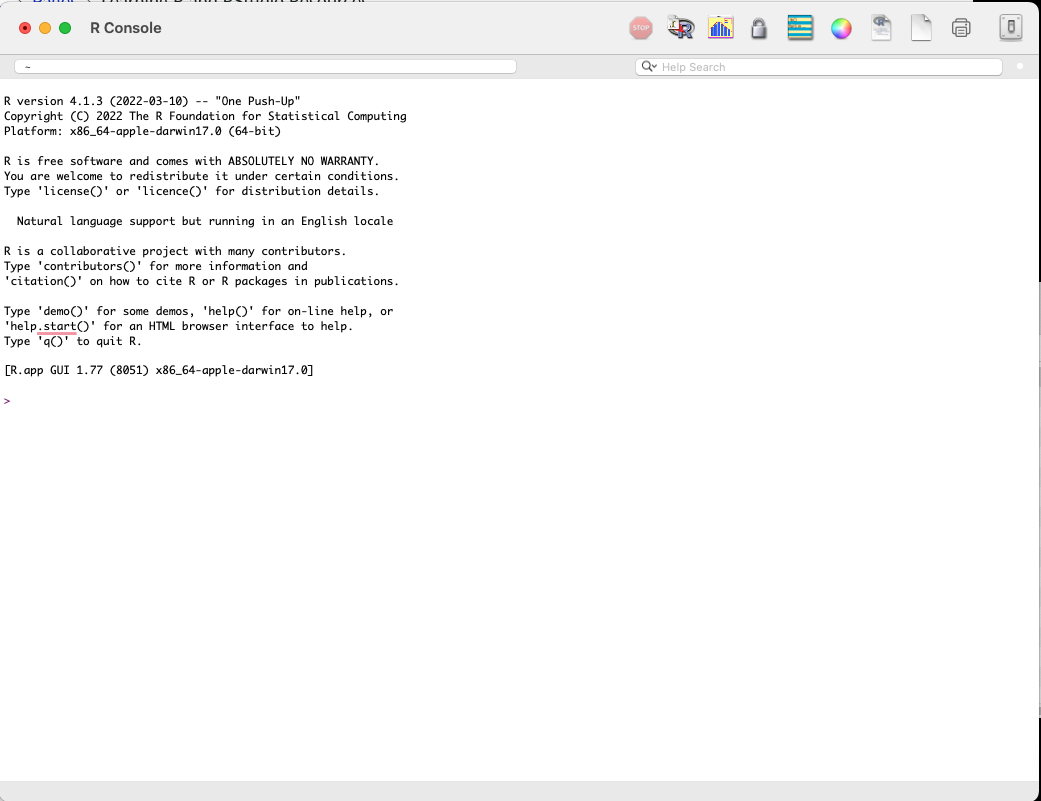 R Console
STOP
~
Help Search
R version 4.1.3 (2022-03-10) -- "One Push-Up"
Copyright (C) 2022 The R Foundation for Statistical Computing
Platform: x86_64-apple-darwin17.0 (64-bit)
R is free software and comes with ABSOLUTELY NO WARRANTY.
You are welcome to redistribute it under certain conditions.
Type 'license()' or 'licence()' for distribution details.
Natural language support but running in an English locale
R is a collaborative project with many contributors.
Type 'contributors()' for more information and
'citation()' on how to cite R or R packages in publications.
Type 'demo()' for some demos, 'help()' for on-line help, or
'help.start()' for an HTML browser interface to help.
Type 'q()' to quit R.
[R.app GUI 1.77 (8051) x86_64-apple-darwin17.0]
>